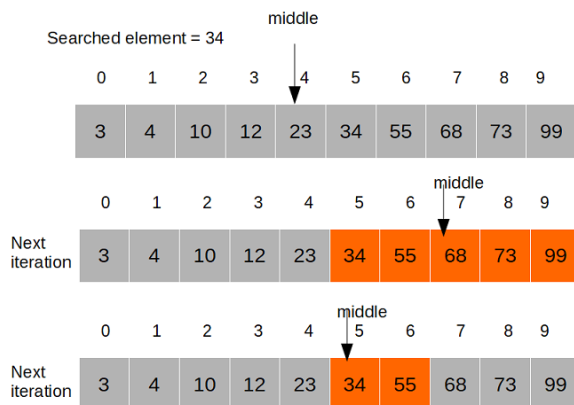 middle
Searched element = 34
0 1 2 3 4 5 6 7 8 9
3 4 10 12 23 34 55 68 73 99
middle
0 1 2 3 4 5 6 7 8 9
Next
iteration
3 4 10 12 23 34 55 68 73 99
middle
0 1 2 3 4 5 6 7 8 9
Next
iteration
3 4 10 12 23 34 55 68 73 99